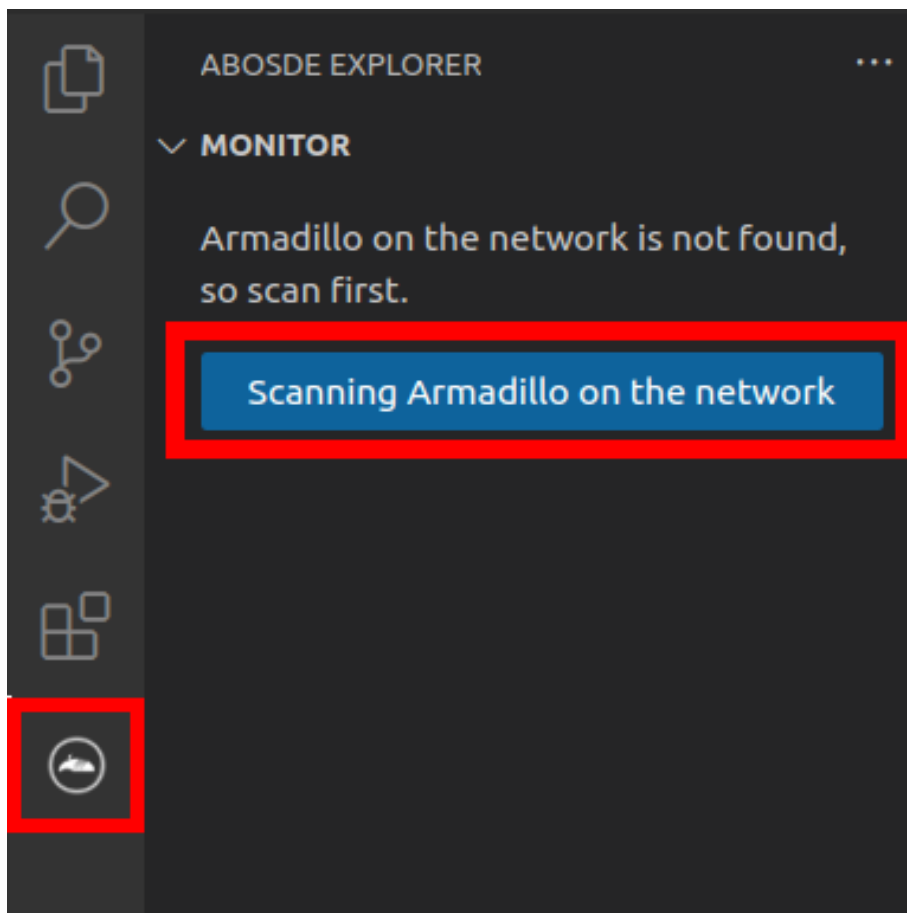 ABOSDE EXPLORER
MONITOR
Armadillo on the network is not found,
so scan first.
Scanning Armadillo on the network